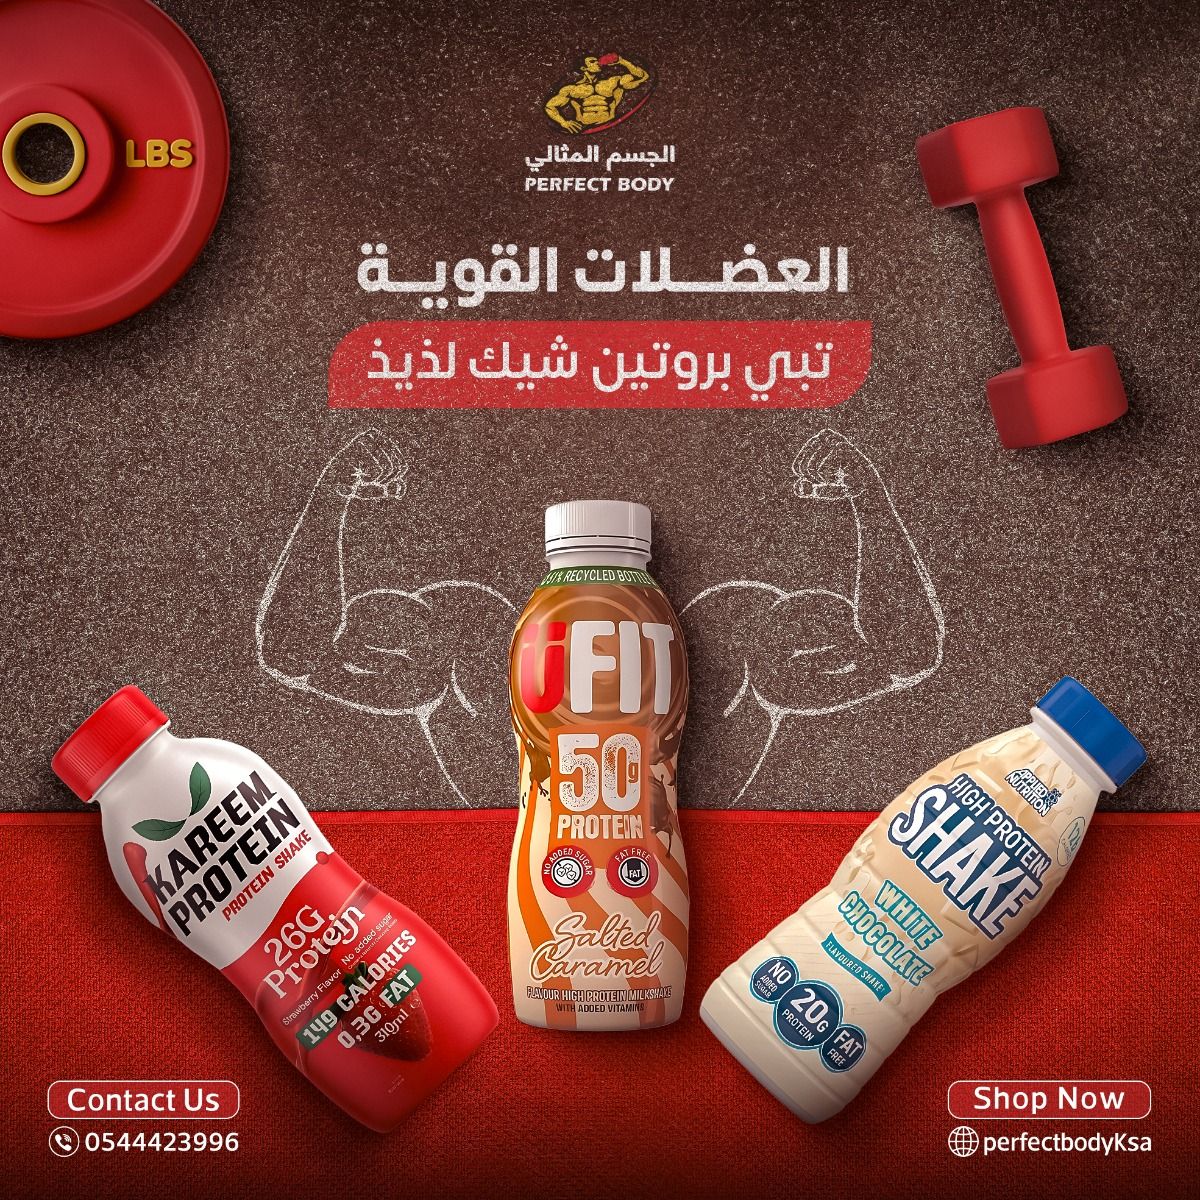 LBS
الجسم المثالي
PERFECT BODY
العضلات القوية
تبي بروتين شيك لذيذ
51% RECYCLED BOTTLE
ÜFIT
50g
PROTEIN
NO ADDED SUGAR
FAT FREE
FAT
Salted
Caramel
FLAVOUR HIGH PROTEIN MILKSHAKE
WITH ADDED VITAMINS
KAREEM
PROTEIN
PROTEIN SHAKE
26G
Protein
Strawberry Flavor No added sugar
149 CALORIES
0,3G FAT
310ml
APPLIED
NUTRITION
HIGH PROTEIN
SHAKE
WHITE
CHOCOLATE
FLAVOURED SHAKE!
NO
ADDED
SUGAR
20G
PROTEIN
FAT
FREE
Contact Us
0544423996
Shop Now
perfectbodyKsa